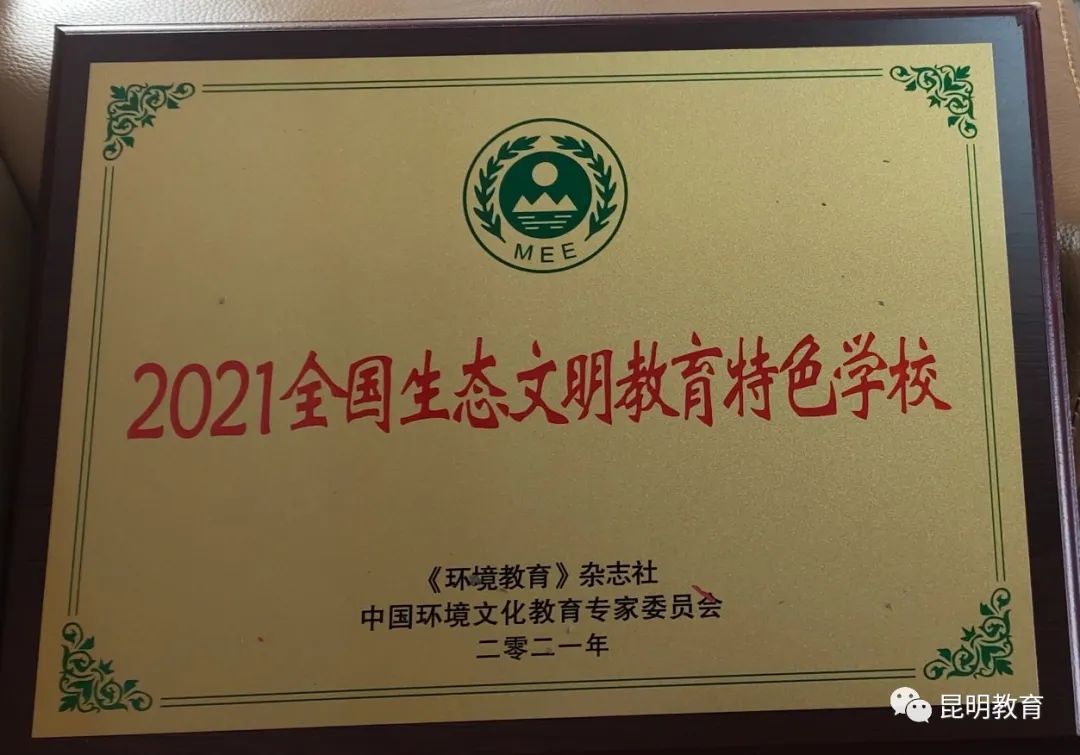 MEE
2021全国生态文明教育特色学校
《环境教育》杂志社
中国环境文化教育专家委员会
二零二一年
昆明教育